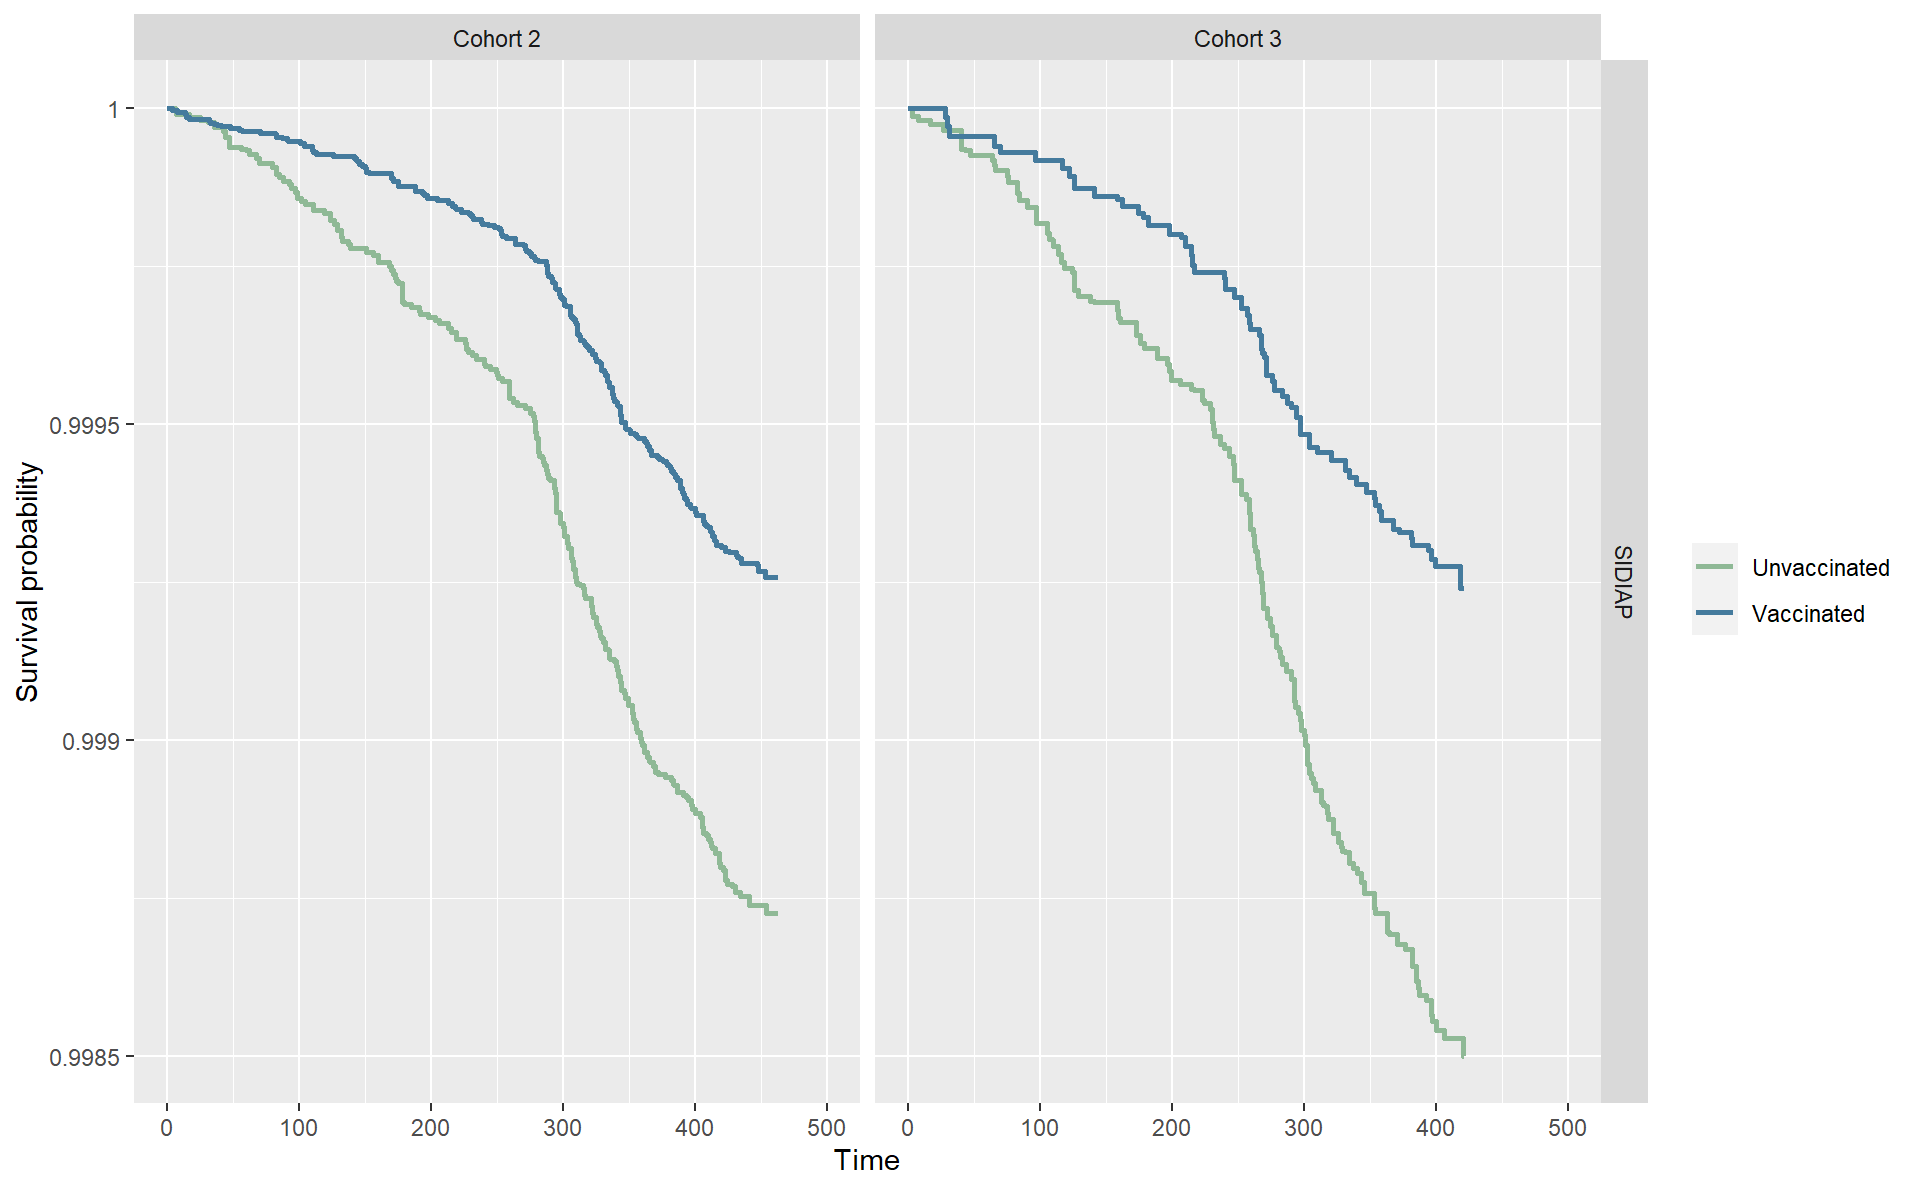 Cohort 2
Cohort 3
Survival probability
1
0.9995
0.999
0.9985
SIDIAP
Unvaccinated
Vaccinated
0 100 200 300 400 500
0 100 200 300 400 500
Time